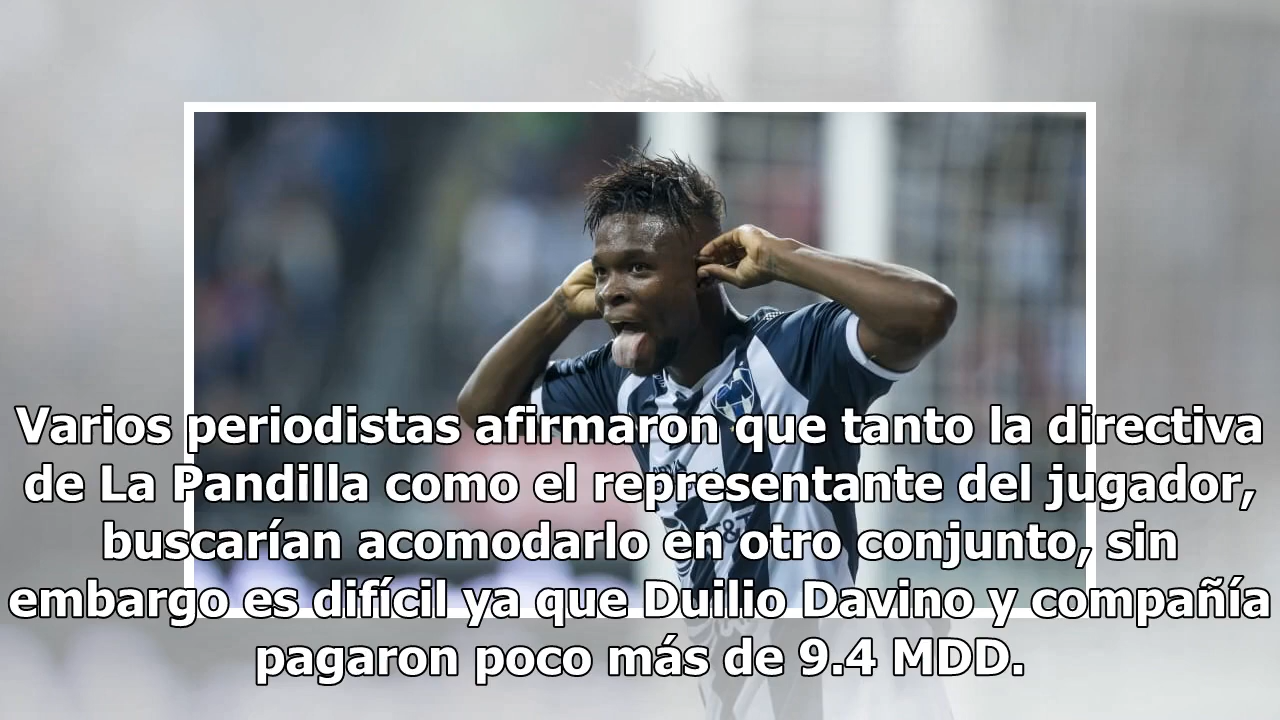 Varios periodistas afirmaron que tanto la directiva
de La Pandilla como el representante del jugador,
buscarían acomodarlo en otro conjunto, sin
embargo es difícil ya que Duilio Davino y compañía
pagaron poco más de 9.4 MDD.